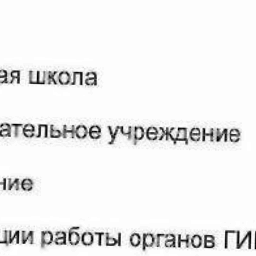 ая школа
ательное учреждение
ние
ции работы органов ГИ